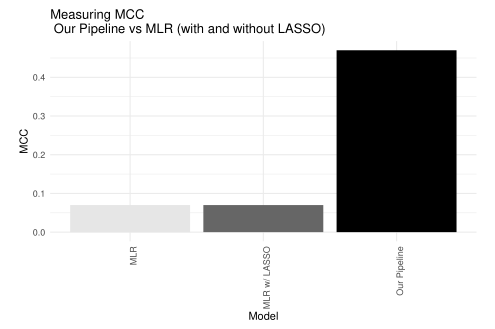 Measuring MCC
Our Pipeline vs MLR (with and without LASSO)
MCC
0.4
0.3
0.2
0.1
0.0
MLR
MLR w/ LASSO
Our Pipeline
Model